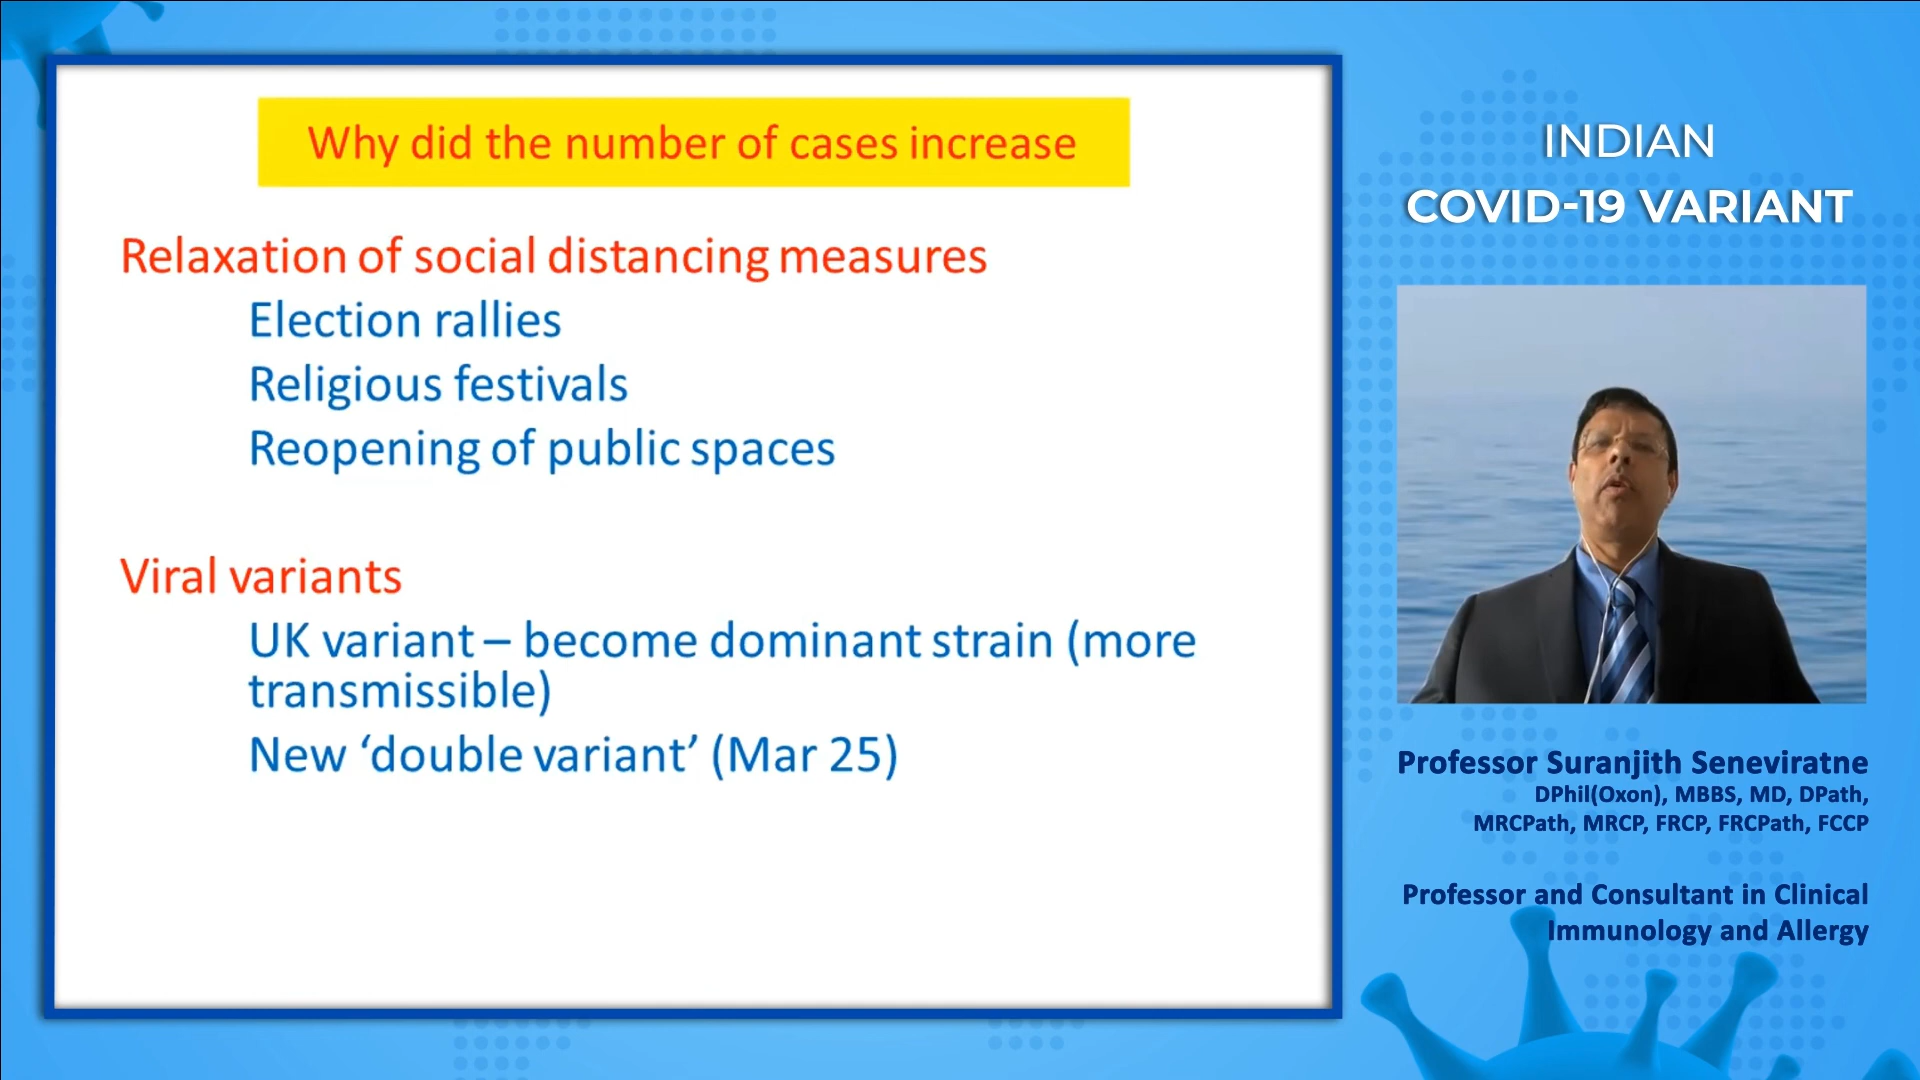 Why did the number of cases increase
Relaxation of social distancing measures
Election rallies
Religious festivals
Reopening of public spaces
Viral variants
UK variant – become dominant strain (more
transmissible)
New ‘double variant’ (Mar 25)
INDIAN
COVID-19 VARIANT
Professor Suranjith Seneviratne
DPhil(Oxon), MBBS, MD, DPath,
MRCPath, MRCP, FRCP, FRCPath, FCCP
Professor and Consultant in Clinical
Immunology and Allergy